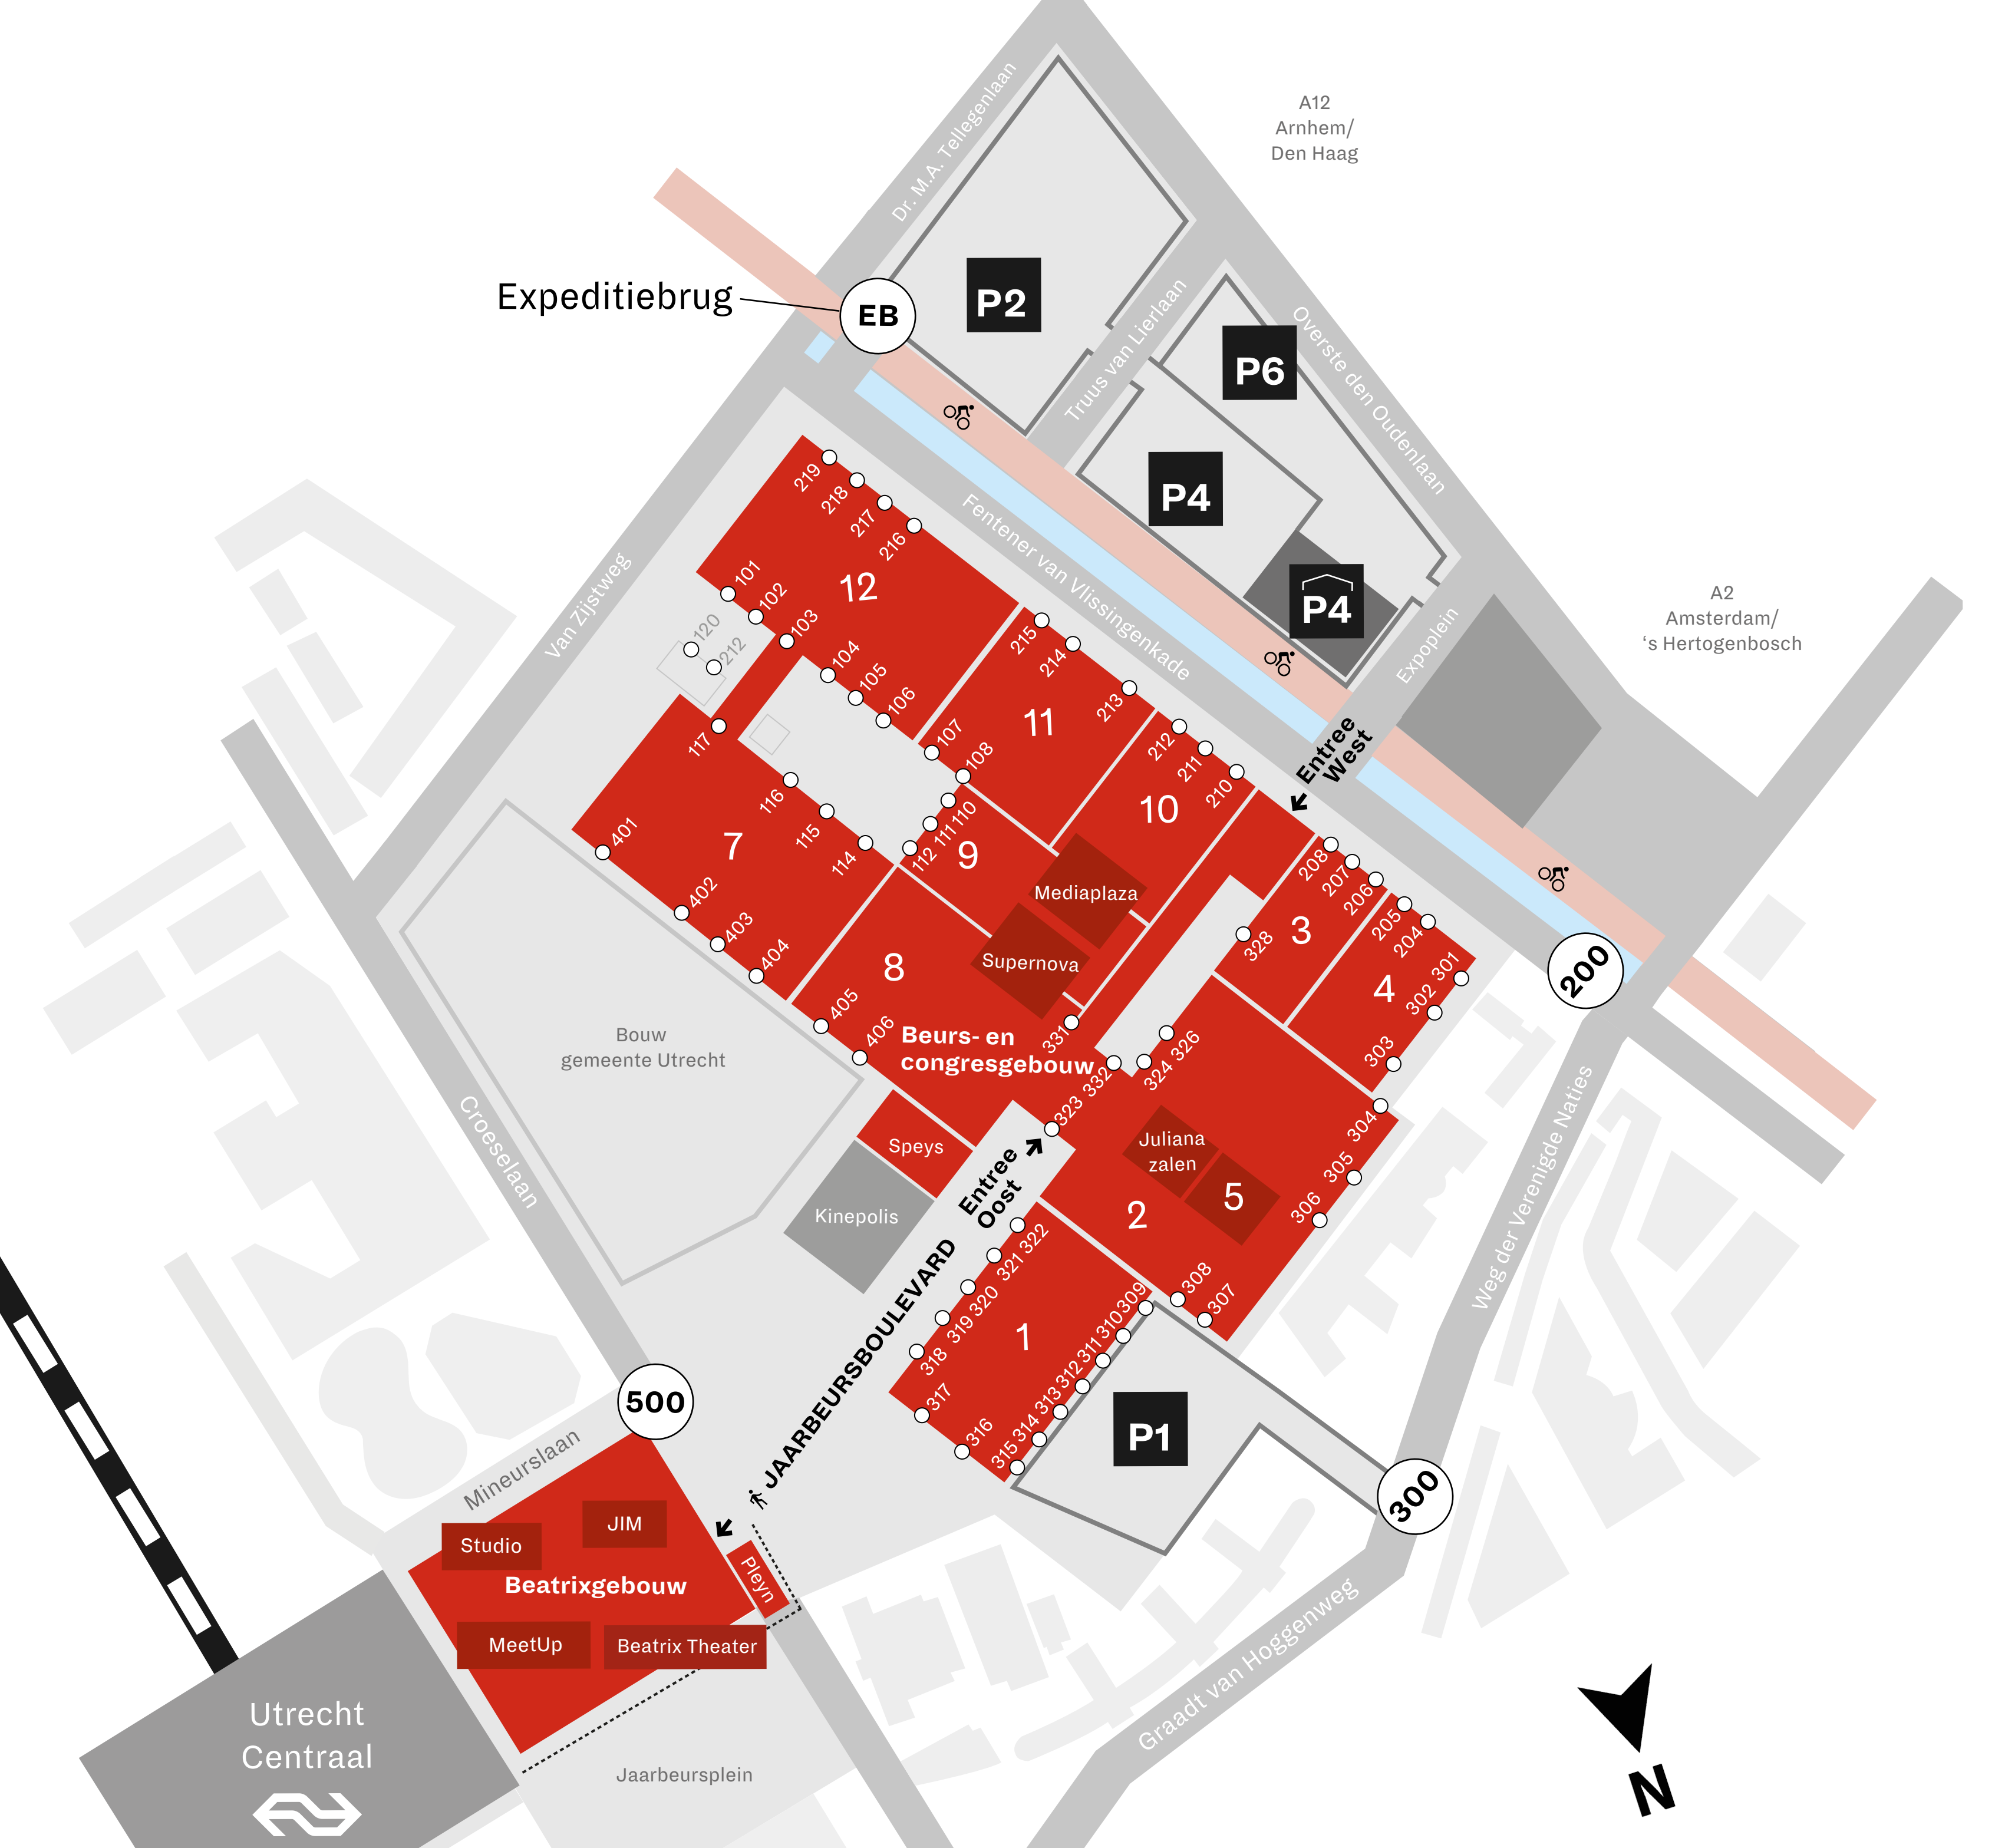 A12
Arnhem/
Den Haag
Dr. M.A. Tellegenlaan
P2
Expeditiebrug
EB
Truus van Lierlaan
P6
Overste den Oudenlaan
P4
P4
A2
Amsterdam/
‘s Hertogenbosch
Expoplein
Fentener van Vlissingenkade
Van Zijstweg
Entree
West
219
218
217
216
12
101
102
103
120
212
104
105
106
215
214
213
11
107
108
212
211
210
10
117
116
115
114
7
110
111
112
9
Mediaplaza
Supernova
401
402
403
404
8
405
406
Beurs- en
congresgebouw
331
332
323
324
326
328
208
207
206
3
205
204
4
301
302
303
200
304
305
306
Juliana
zalen
5
2
308
307
Bouw
gemeente Utrecht
Croeselaan
Speys
Kinepolis
Entree
Oost
JAARBEURSBOULEVARD
322
321
320
319
318
317
316
1
309
310
311
312
313
314
315
P1
300
Weg der Verenigde Naties
Graadt van Hoggenweg
500
Mineurslaan
Studio
JIM
Beatrixgebouw
MeetUp
Beatrix Theater
Pleyn
Utrecht
Centraal
Jaarbeursplein
N